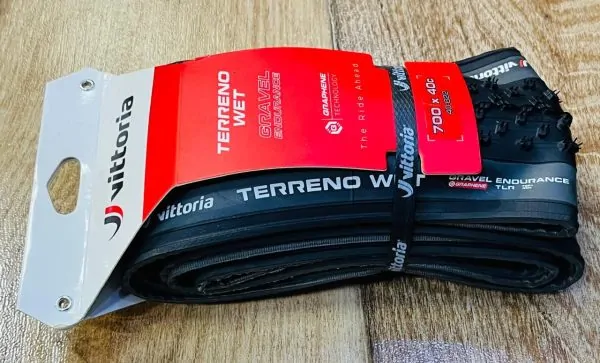 vittoria
TERRENO
WET
GRAVEL
ENDURANCE
GRAPHENE
TECHNOLOGY
The Ride Ahead
vittoria
700 x 40c
vittoria
vittoria
TERRENO WET
GRAVEL ENDURANCE
GRAPHENE TLR
vittoria